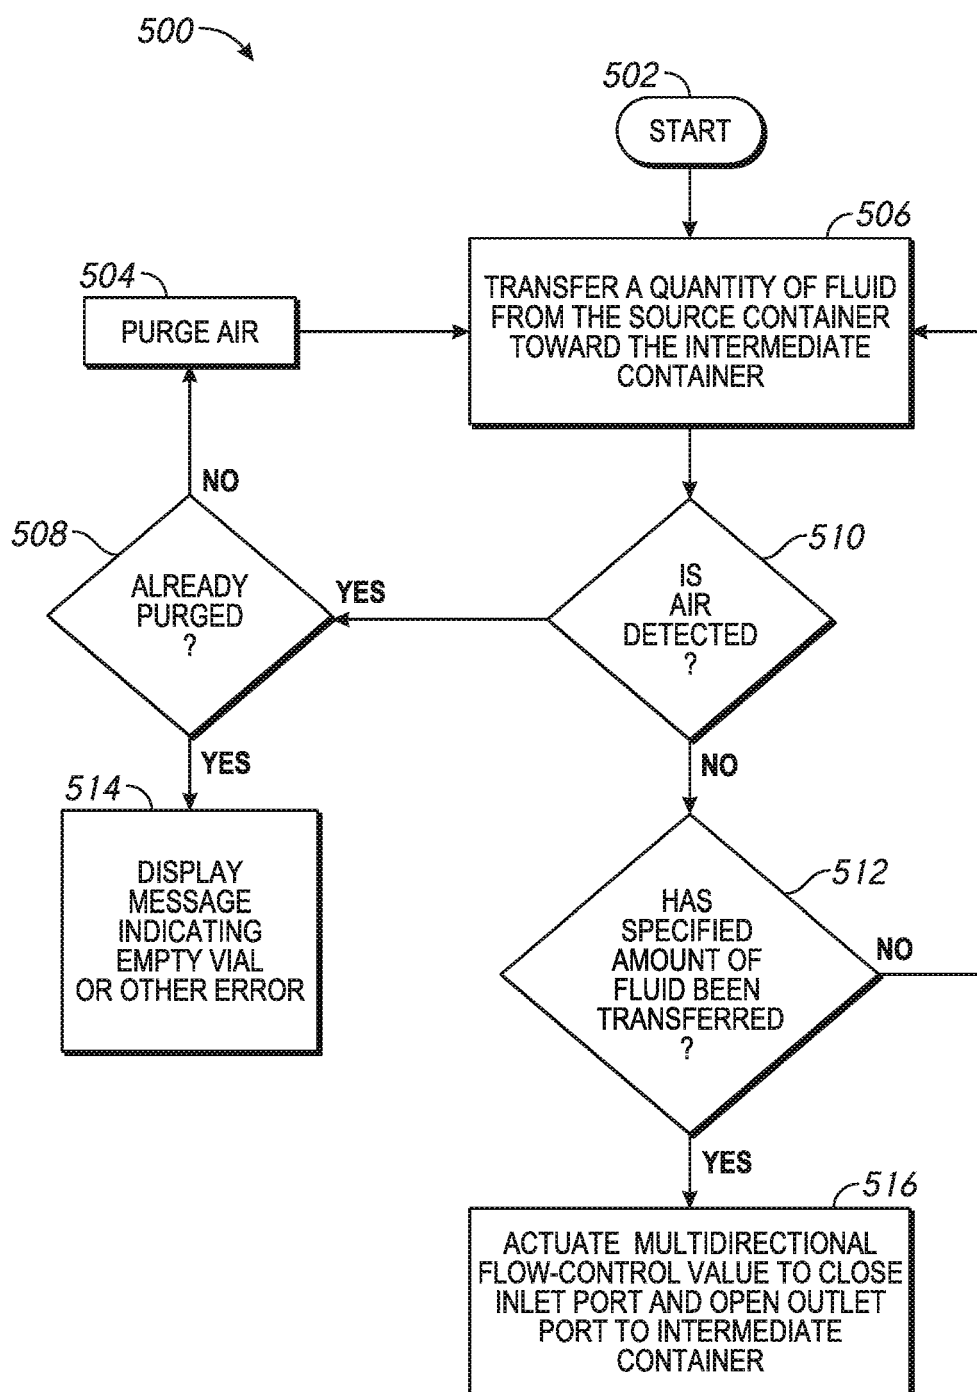 500
502
START
506
TRANSFER A QUANTITY OF FLUID
FROM THE SOURCE CONTAINER
TOWARD THE INTERMEDIATE
CONTAINER
504
PURGE AIR
NO
508
ALREADY
PURGED
?
YES
510
IS
AIR
DETECTED
?
YES
NO
514
DISPLAY
MESSAGE
INDICATING
EMPTY VIAL
OR OTHER ERROR
512
HAS
SPECIFIED
AMOUNT OF
FLUID BEEN
TRANSFERRED
?
NO
YES
516
ACTUATE MULTIDIRECTIONAL
FLOW-CONTROL VALUE TO CLOSE
INLET PORT AND OPEN OUTLET
PORT TO INTERMEDIATE
CONTAINER